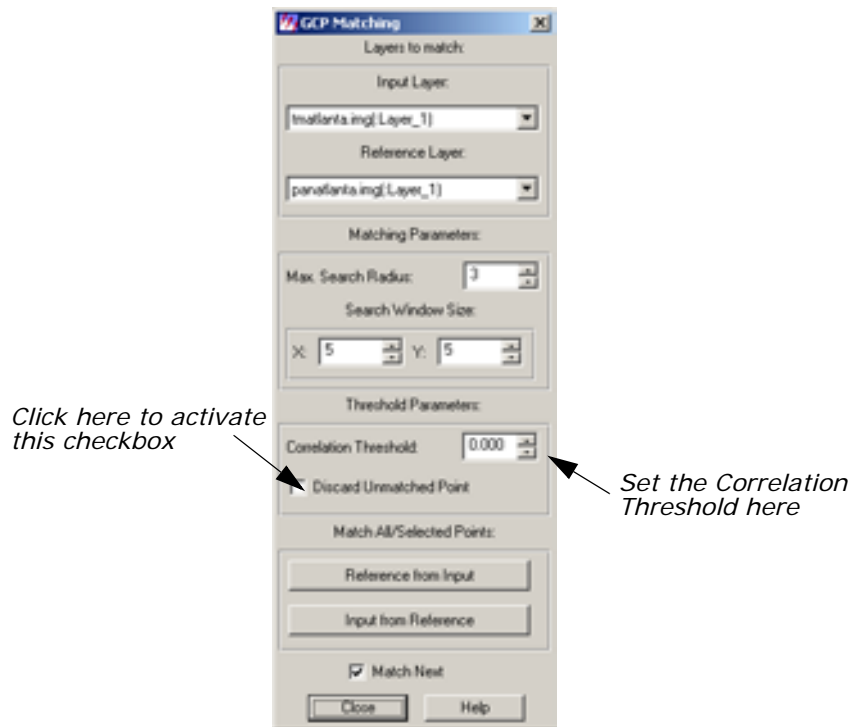 GCP Matching
Layers to match:
Input Layer:
tmatlanta.img(:Layer_1)
Reference Layer:
panatlanta.img(:Layer_1)
Matching Parameters:
Max. Search Radius: 3
Search Window Size:
X: 5 Y: 5
Threshold Parameters:
Click here to activate
this checkbox
Correlation Threshold: 0.000
Discard Unmatched Point
Set the Correlation
Threshold here
Match All/Selected Points:
Reference from Input
Input from Reference
Match Next
Close Help